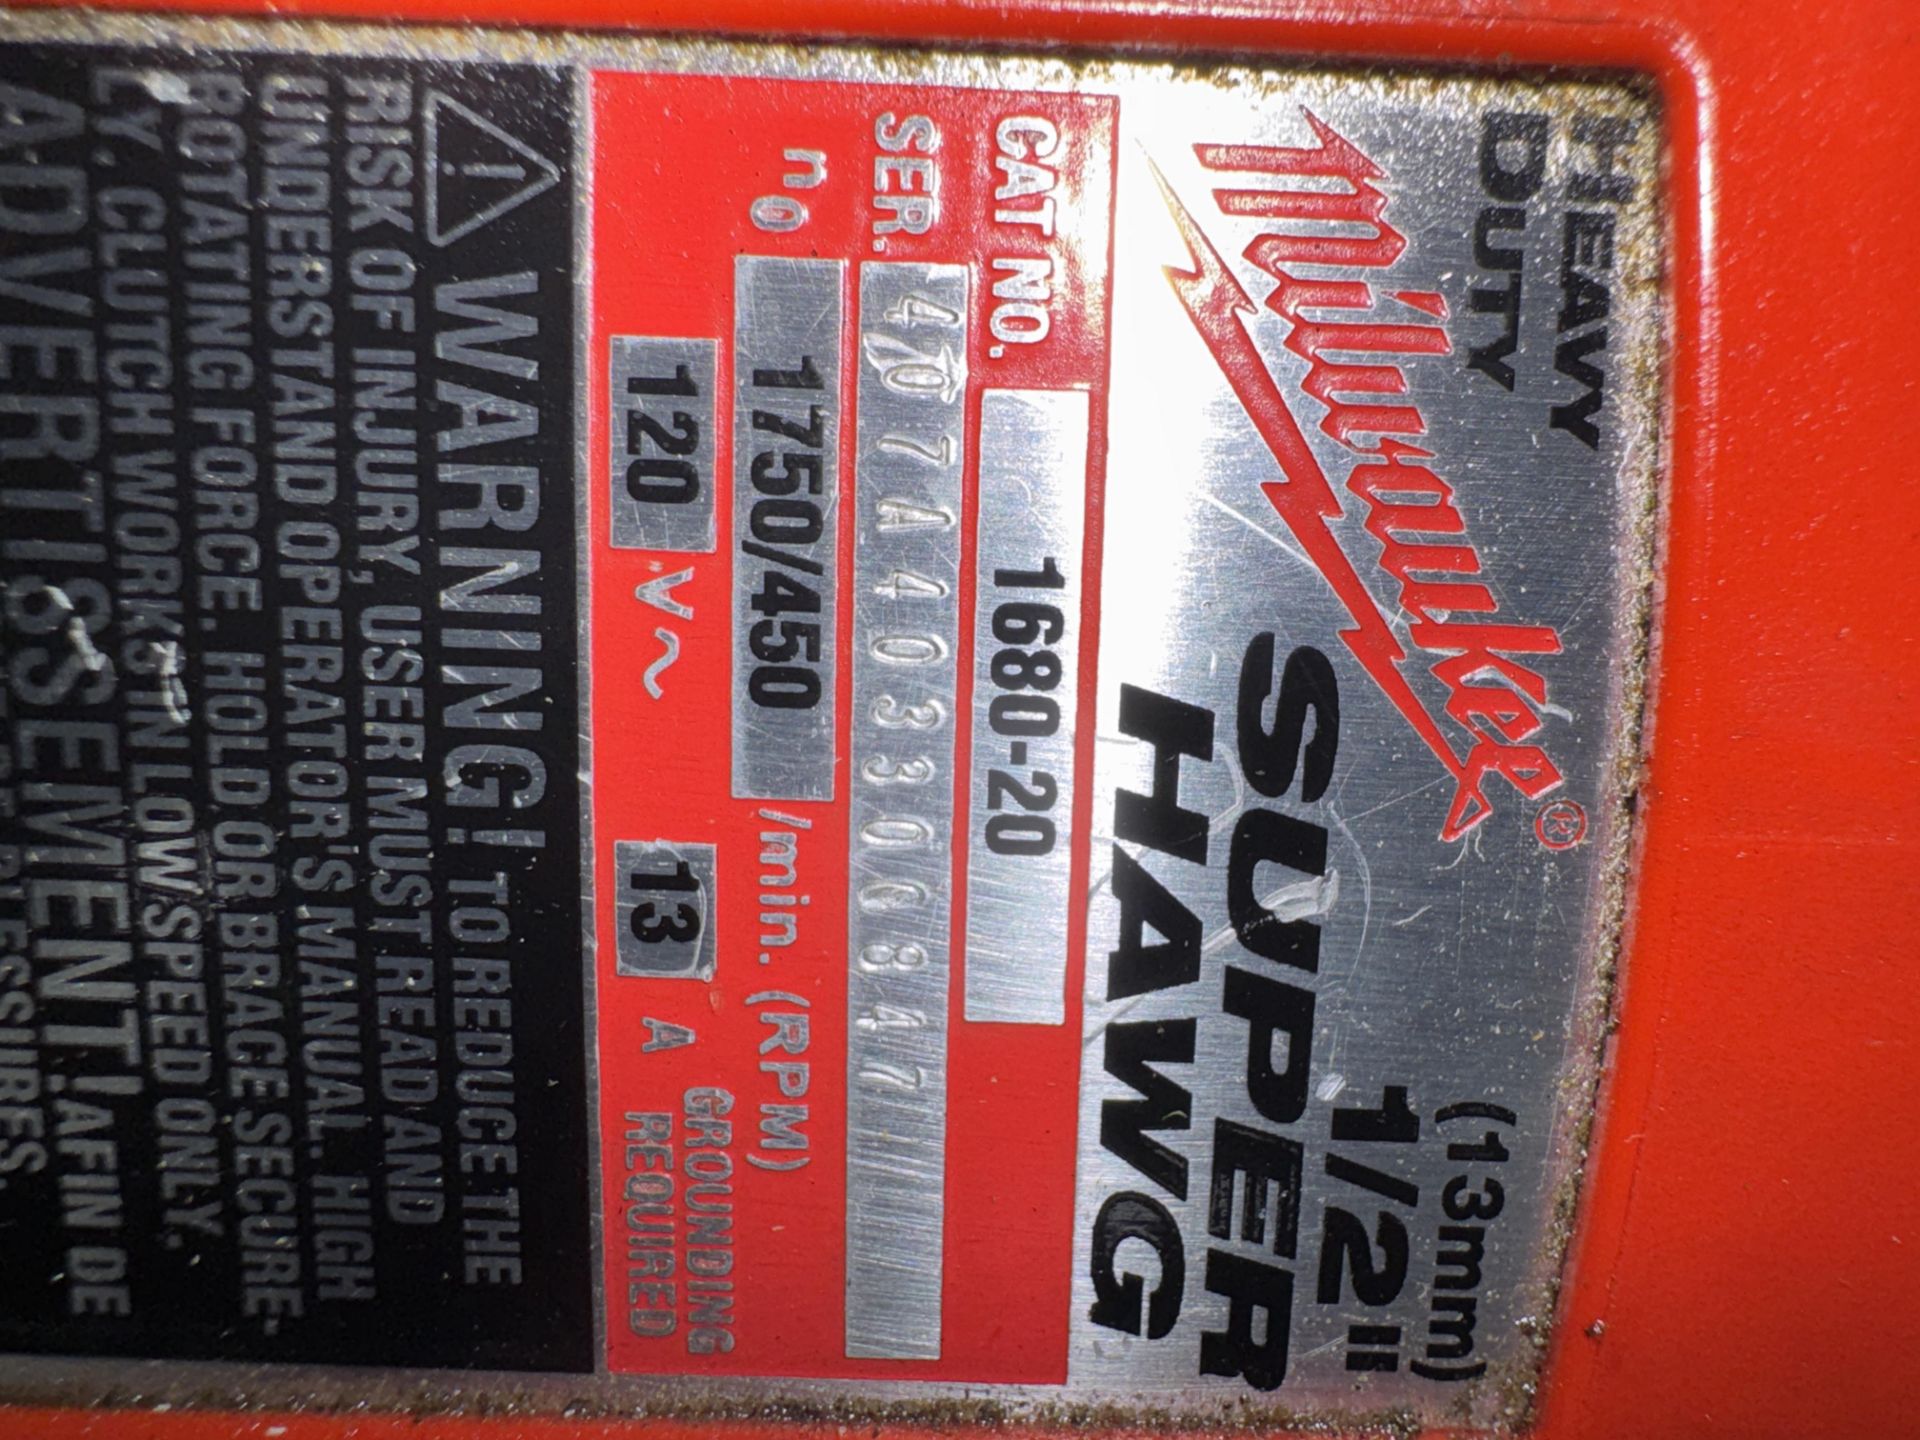 HEAVY
DUTY
Milwaukee®
(13mm)
1/2"
SUPER
HAWG
CAT NO. 1680-20
SER. 407A403306847
n0 1750/450 /min. (RPM)
120 V~ 13 A GROUNDING
REQUIRED
⚠ WARNING! TO REDUCE THE
RISK OF INJURY, USER MUST READ AND
UNDERSTAND OPERATOR'S MANUAL. HIGH
ROTATING FORCE. HOLD OR BRACE SECURE-
LY. CLUTCH WORKS IN LOW SPEED ONLY.
ADVERTISSEMENT! AFIN DE